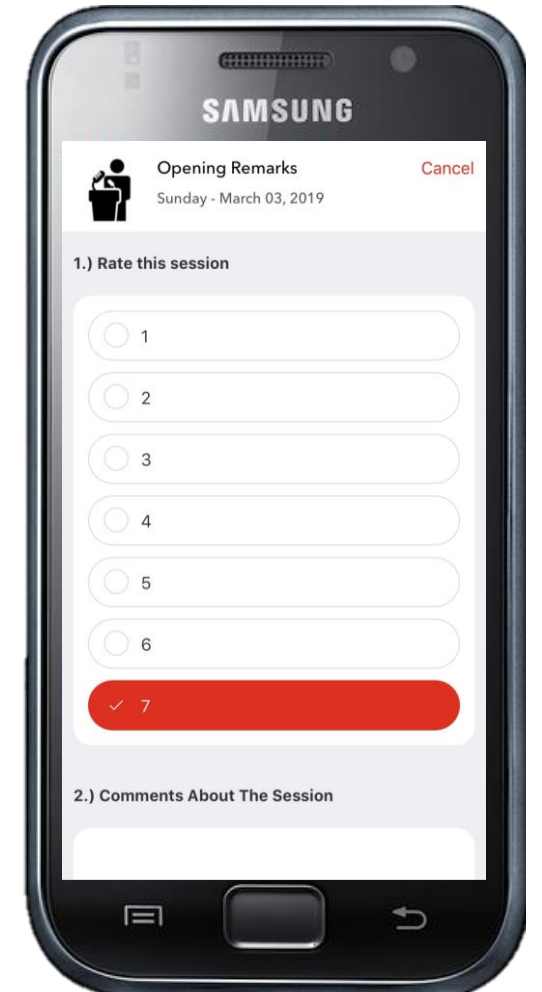 SAMSUNG
Opening Remarks
Cancel
Sunday - March 03, 2019
1.) Rate this session
1
2
3
4
5
6
7
2.) Comments About The Session